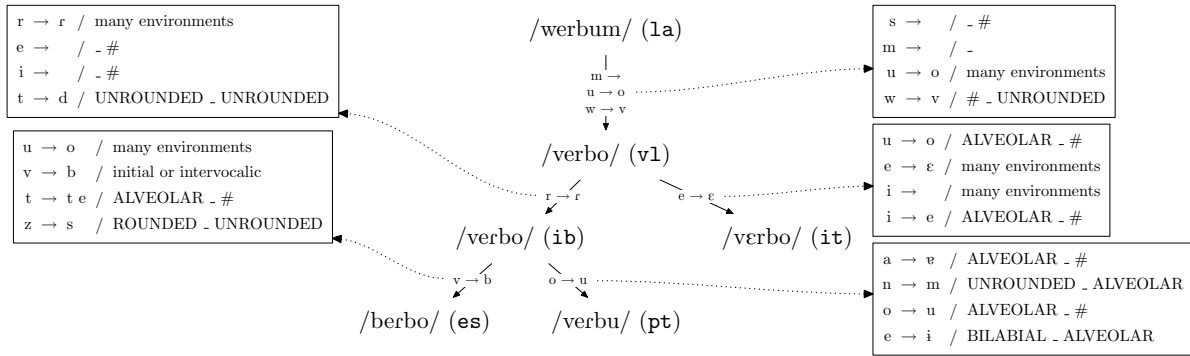 /werbum/ (la)
m →
u → o
w → v
/verbo/ (vl)
r → ɾ
e → ɛ
/veɾbo/ (ib)
/vɛrbo/ (it)
v → b
o → u
/beɾbo/ (es)
/veɾbu/ (pt)
r → ɾ / many environments
e → / _ #
i → / _ #
t → d / UNROUNDED _ UNROUNDED
u → o / many environments
v → b / initial or intervocalic
t → t e / ALVEOLAR _ #
z → s / ROUNDED _ UNROUNDED
s → / _ #
m → / _
u → o / many environments
w → v / # _ UNROUNDED
u → o / ALVEOLAR _ #
e → ɛ / many environments
i → / many environments
i → e / ALVEOLAR _ #
a → ɐ / ALVEOLAR _ #
n → m / UNROUNDED _ ALVEOLAR
o → u / ALVEOLAR _ #
e → ɨ / BILABIAL _ ALVEOLAR